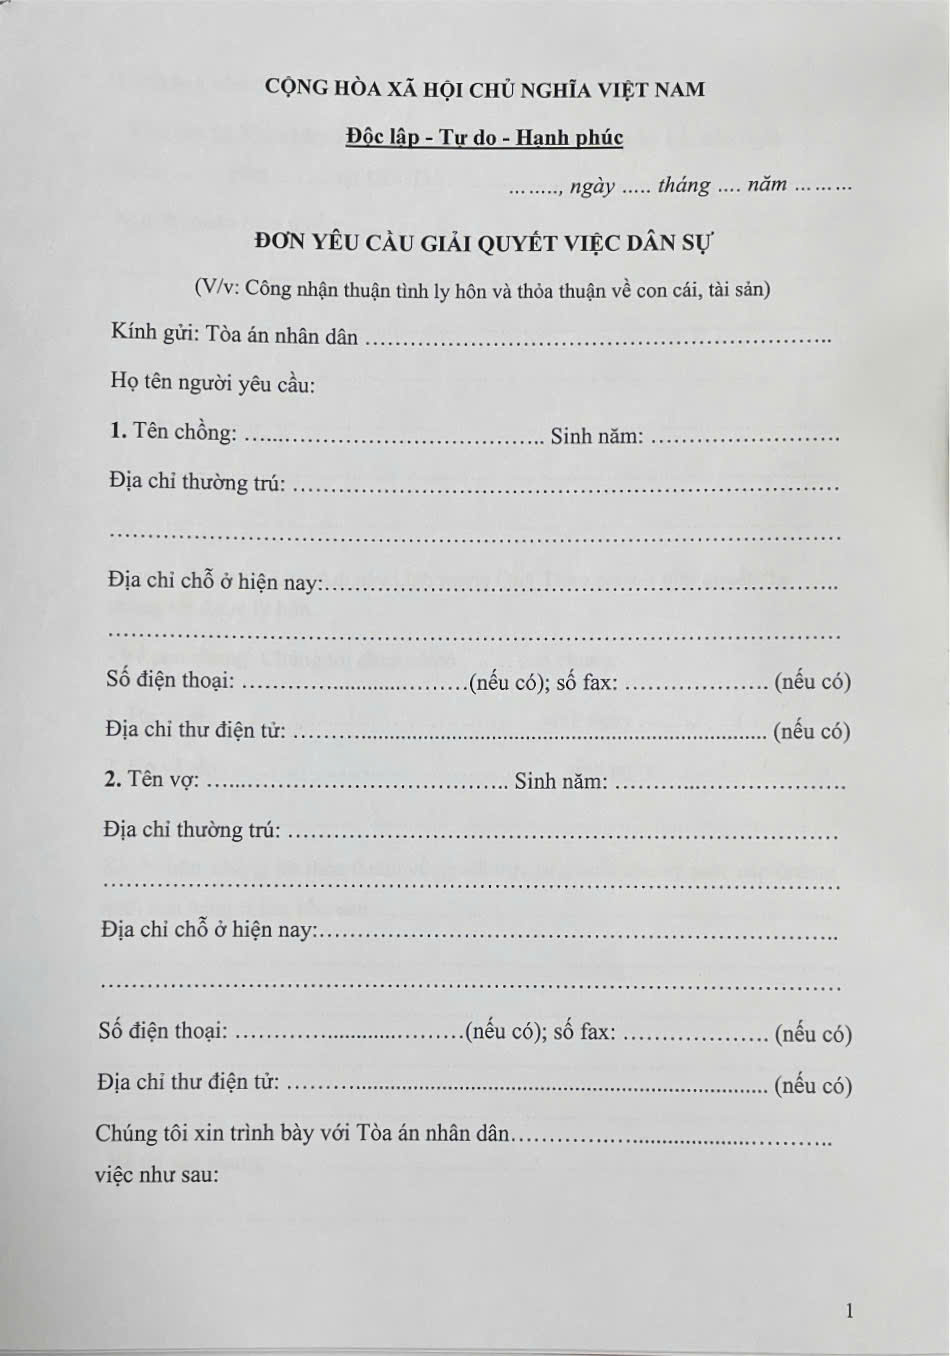 CỘNG HÒA XÃ HỘI CHỦ NGHĨA VIỆT NAM
Độc lập - Tự do - Hạnh phúc
... ....., ngày ..... tháng .... năm ... ... ...
ĐƠN YÊU CẦU GIẢI QUYẾT VIỆC DÂN SỰ
(V/v: Công nhận thuận tình ly hôn và thỏa thuận về con cái, tài sản)
Kính gửi: Tòa án nhân dân ..............................................................................
Họ tên người yêu cầu:
1. Tên chồng: .................................................. Sinh năm: ..............................
Địa chỉ thường trú: ..........................................................................................
..........................................................................................................................
Địa chỉ chỗ ở hiện nay:.....................................................................................
..........................................................................................................................
Số điện thoại: .....................................(nếu có); số fax: ........................ (nếu có)
Địa chỉ thư điện tử: ............................................................................... (nếu có)
2. Tên vợ: .................................................. Sinh năm: ......................................
Địa chỉ thường trú: ...........................................................................................
..........................................................................................................................
Địa chỉ chỗ ở hiện nay:......................................................................................
..........................................................................................................................
Số điện thoại: ......................................(nếu có); số fax: ........................ (nếu có)
Địa chỉ thư điện tử: ................................................................................ (nếu có)
Chúng tôi xin trình bày với Tòa án nhân dân.....................................................
việc như sau:
1